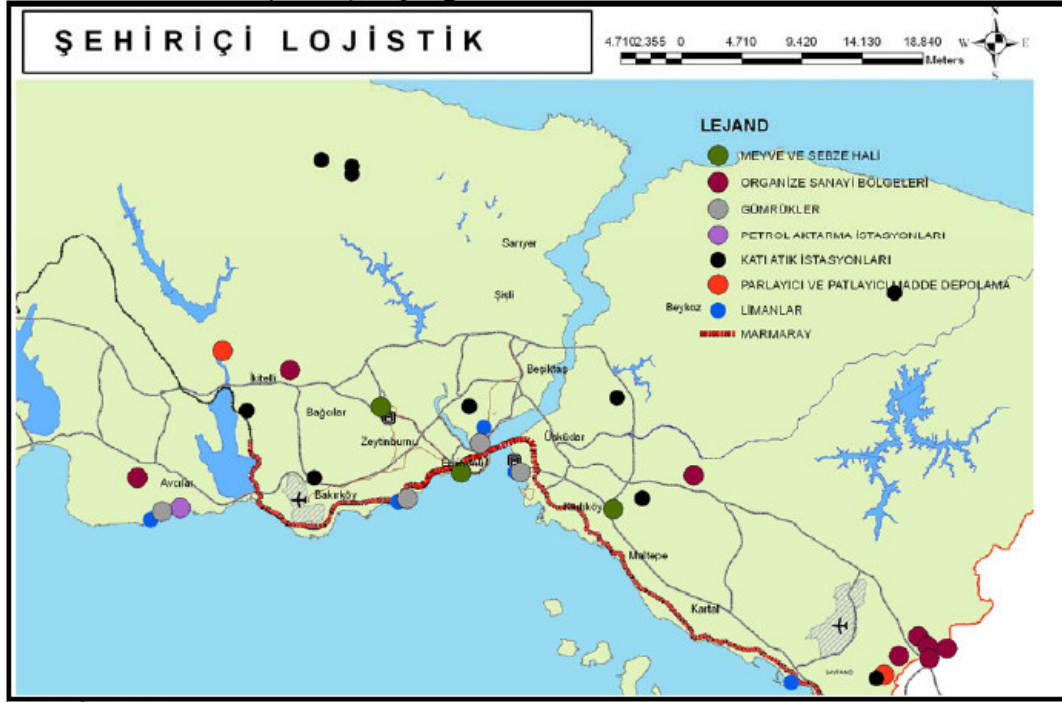 ŞEHİRİÇİ LOJİSTİK
4.7102.355 0 4.710 9.420 14.130 18.840
Meters
N
W E
S
LEJAND
MEYVE VE SEBZE HALİ
ORGANİZE SANAYİ BÖLGELERİ
GÜMRÜKLER
PETROL AKTARMA İSTASYONLARI
KATI ATIK İSTASYONLARI
PARLAYICI VE PATLAYICI MADDE DEPOLAMA
LİMANLAR
MARMARAY
Sarıyer
Şişli
Beykoz
Beşiktaş
İkitelli
Bağcılar
Zeytinburnu
Üsküdar
Avcılar
Bakırköy
Kadıköy
Maltepe
Kartal